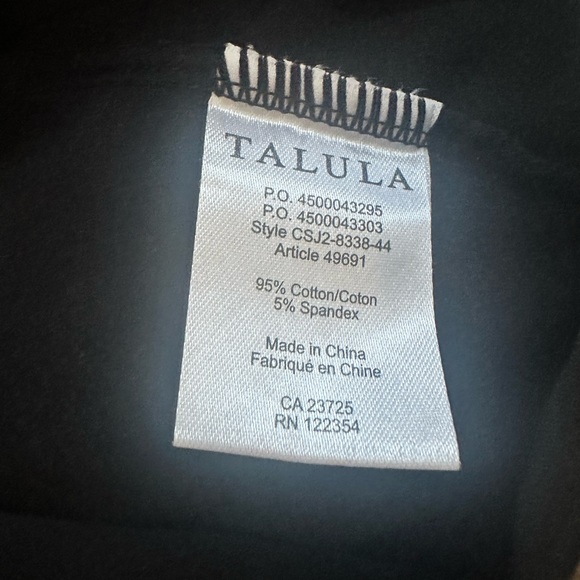 TALULA
P.O. 4500043295
P.O. 4500043303
Style CSJ2-8338-44
Article 49691
95% Cotton/Coton
5% Spandex
Made in China
Fabriqué en Chine
CA 23725
RN 122354